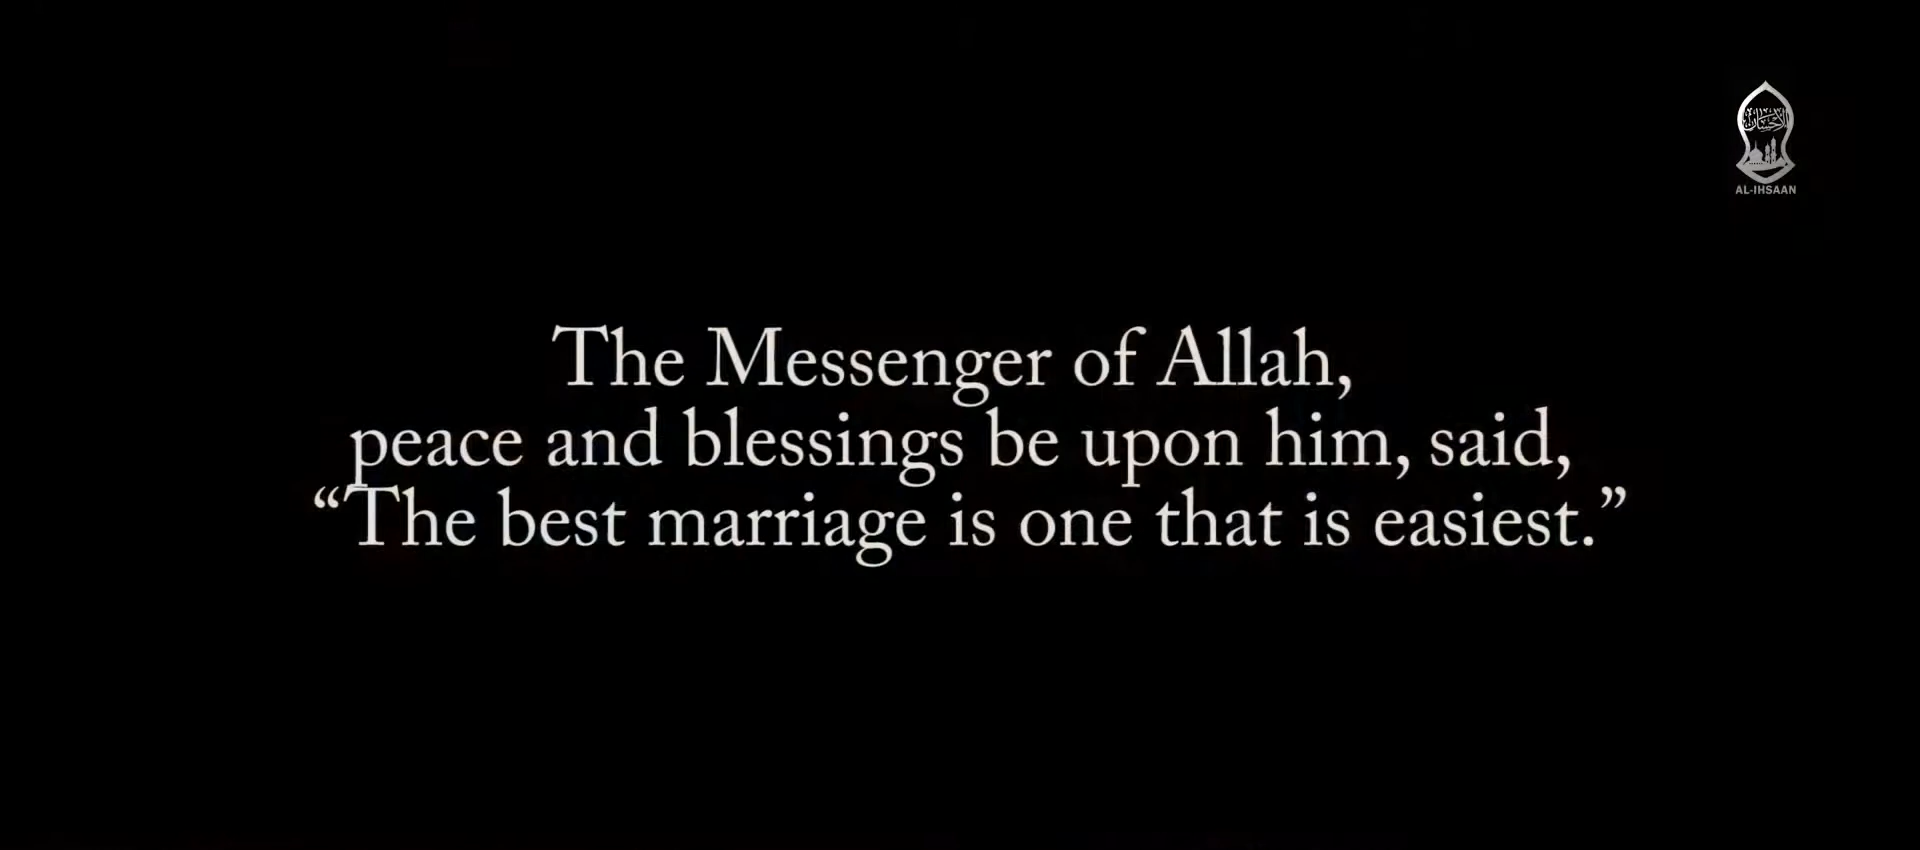 الإحسان
AL-IHSAAN
The Messenger of Allah,
peace and blessings be upon him, said,
“The best marriage is one that is easiest.”